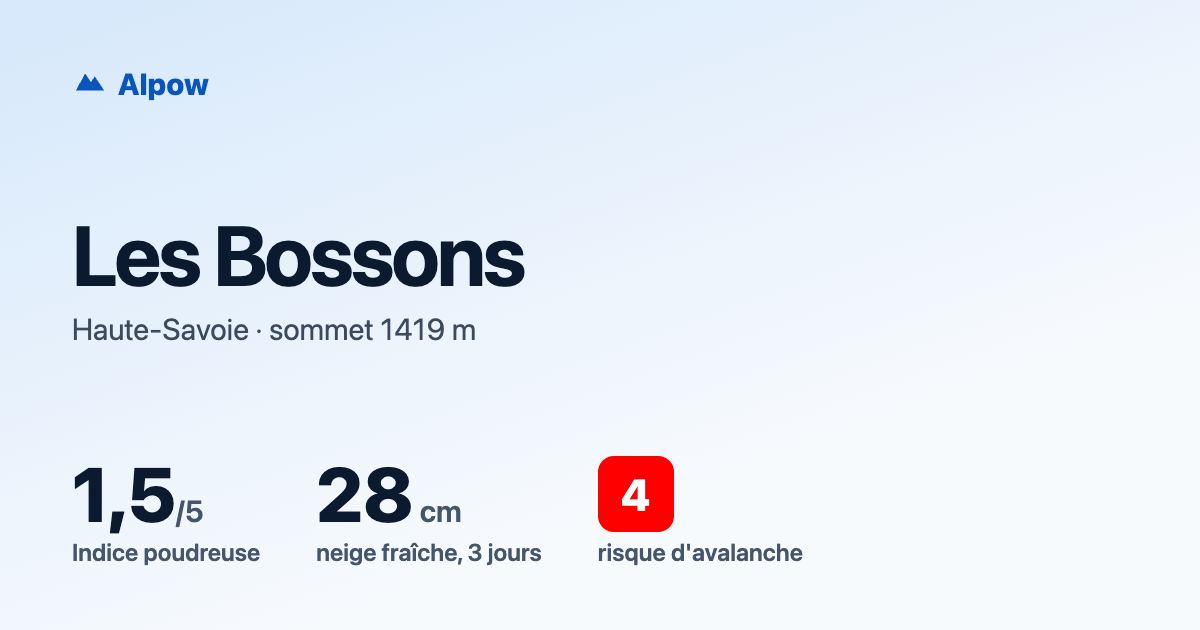 Alpow
Les Bossons
Haute-Savoie · sommet 1419 m
1,5/5
Indice poudreuse
28 cm
neige fraîche, 3 jours
4
risque d'avalanche